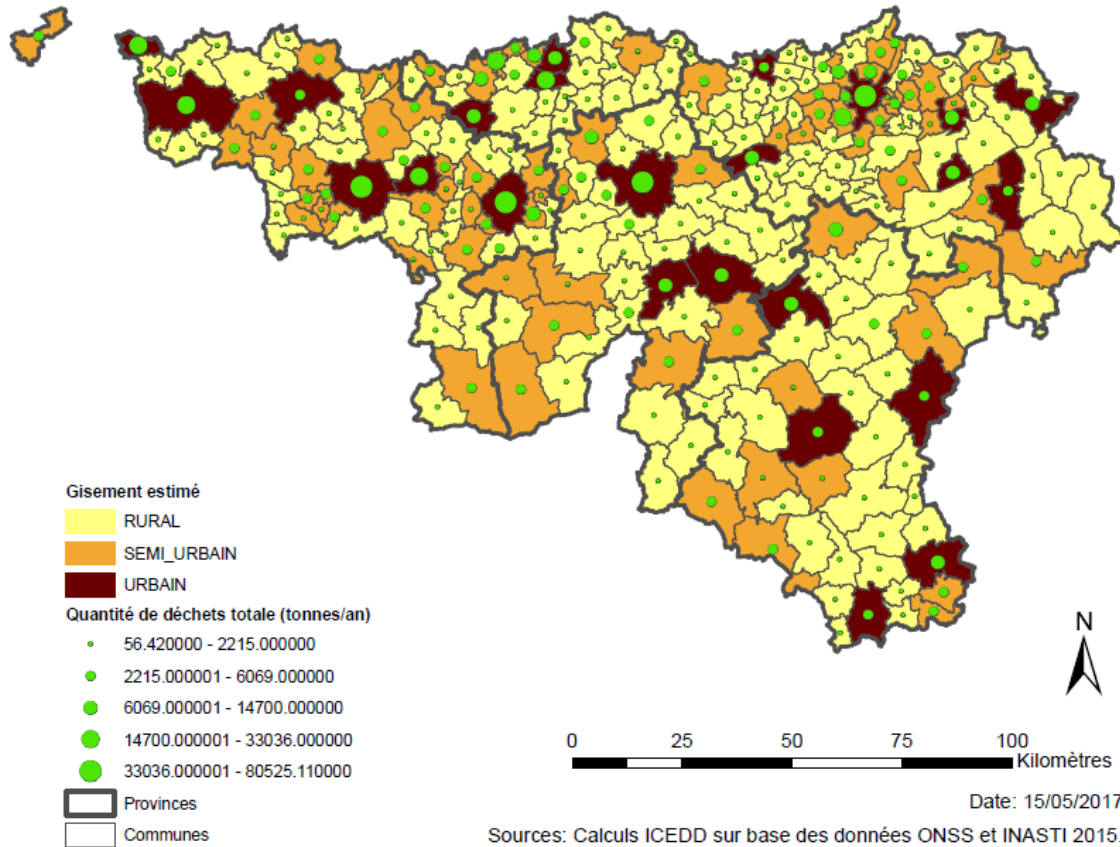 Gisement estimé
RURAL
SEMI_URBAIN
URBAIN
Quantité de déchets totale (tonnes/an)
56.420000 - 2215.000000
2215.000001 - 6069.000000
6069.000001 - 14700.000000
14700.000001 - 33036.000000
33036.000001 - 80525.110000
Provinces
Communes
N
0 25 50 75 100
Kilomètres
Date: 15/05/2017
Sources: Calculs ICEDD sur base des données ONSS et INASTI 2015.